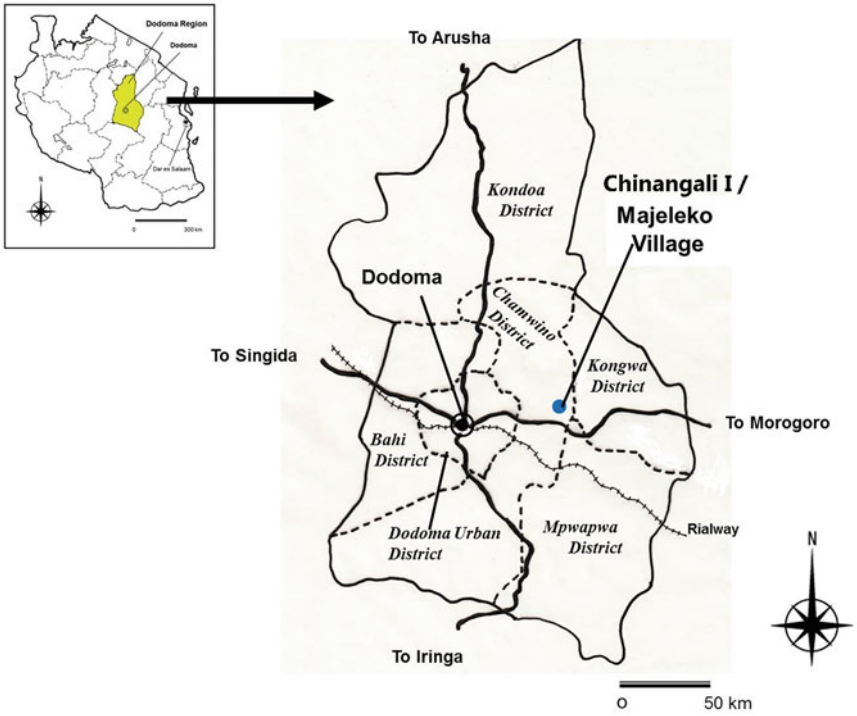 Dodoma Region
Dodoma
Dar es Salaam
N
0 300 km
To Arusha
Kondoa
District
Chinangali I /
Majeleko
Village
Dodoma
Chamwino
District
To Singida
Kongwa
District
To Morogoro
Bahi
District
Dodoma Urban
District
Mpwapwa
District
Rialway
N
To Iringa
O 50 km